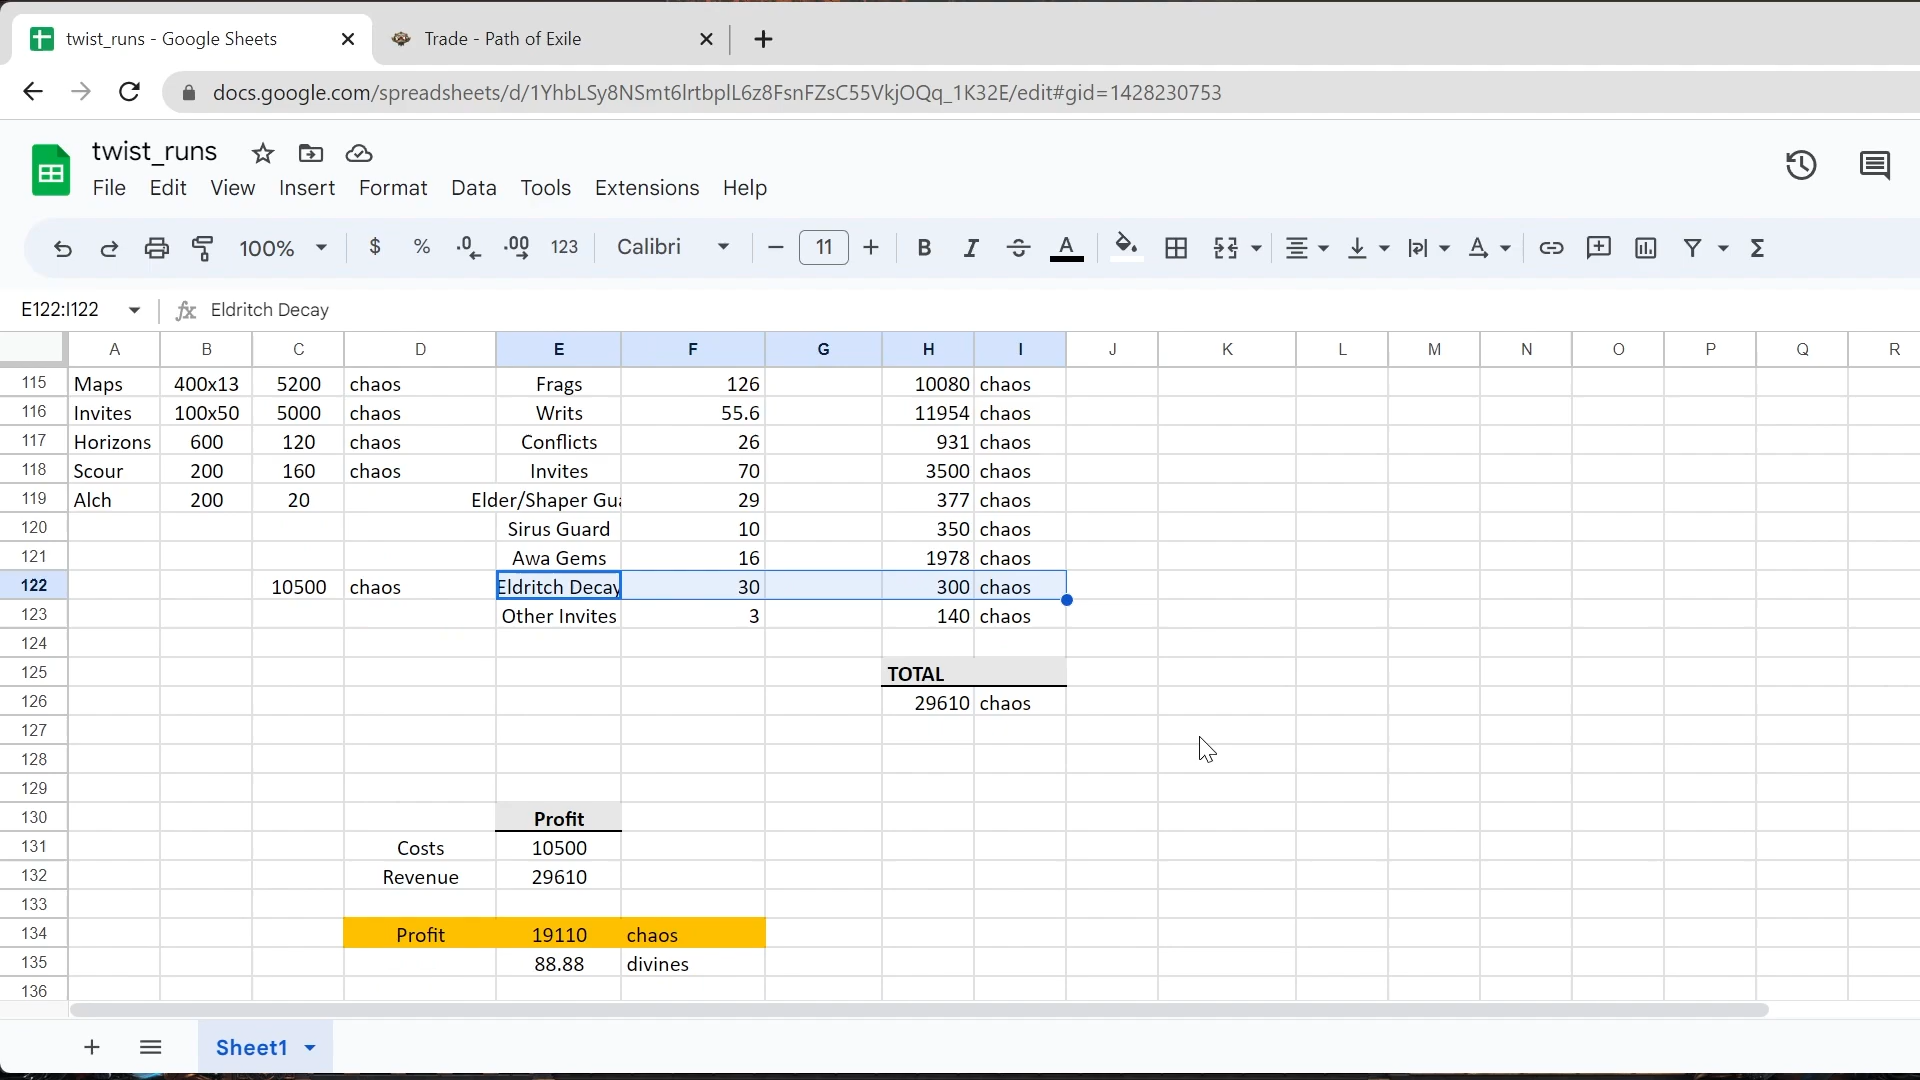 twist_runs - Google Sheets
Trade - Path of Exile
docs.google.com/spreadsheets/d/1YhbLSy8NSmt6lrtbplL6z8FsnFZsC55VkjOQq_1K32E/edit#gid=1428230753
twist_runs
File Edit View Insert Format Data Tools Extensions Help
100% $ % .0 .00 123 Calibri 11 B I S A Σ
E122:I122 fx Eldritch Decay
A B C D E F G H I J K L M N O P Q R
115 Maps 400x13 5200 chaos Frags 126 10080 chaos
116 Invites 100x50 5000 chaos Writs 55.6 11954 chaos
117 Horizons 600 120 chaos Conflicts 26 931 chaos
118 Scour 200 160 chaos Invites 70 3500 chaos
119 Alch 200 20 Elder/Shaper Gua 29 377 chaos
120 Sirus Guard 10 350 chaos
121 Awa Gems 16 1978 chaos
122 10500 chaos Eldritch Decay 30 300 chaos
123 Other Invites 3 140 chaos
124
125 TOTAL
126 29610 chaos
127
128
129
130 Profit
131 Costs 10500
132 Revenue 29610
133
134 Profit 19110 chaos
135 88.88 divines
136
Sheet1